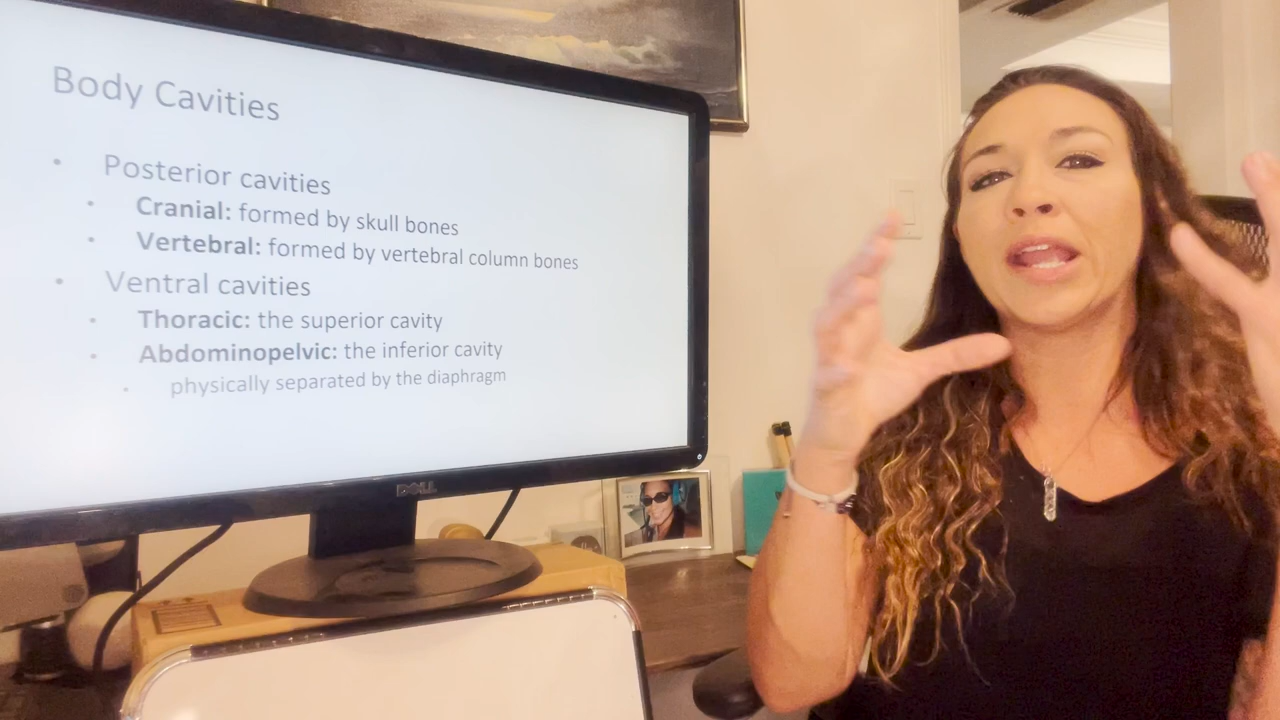 Body Cavities
Posterior cavities
Cranial: formed by skull bones
Vertebral: formed by vertebral column bones
Ventral cavities
Thoracic: the superior cavity
Abdominopelvic: the inferior cavity
physically separated by the diaphragm
DELL